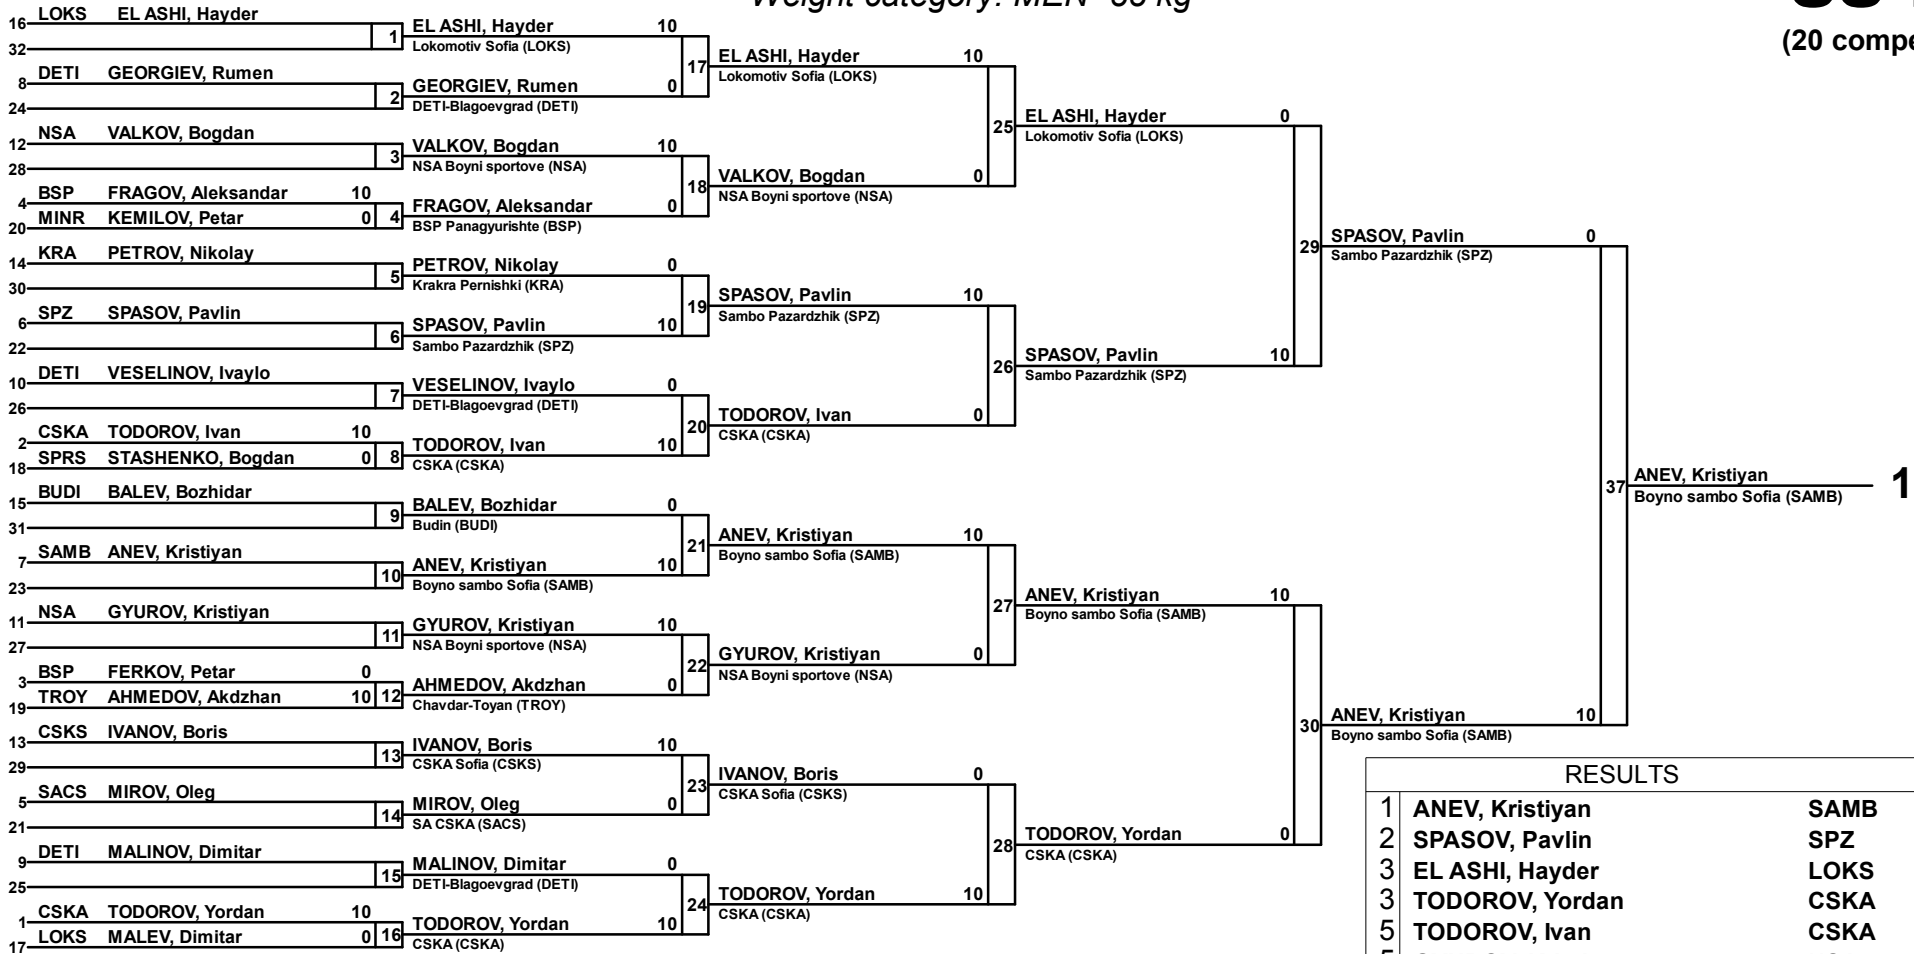 Weight category: MEN
(20 compe
16 LOKS EL ASHI, Hayder
32
1
8 DETI GEORGIEV, Rumen
24
2
12 NSA VALKOV, Bogdan
28
3
4 BSP FRAGOV, Aleksandar 10
20 MINR KEMILOV, Petar 0
4
14 KRA PETROV, Nikolay
30
5
6 SPZ SPASOV, Pavlin
22
6
10 DETI VESELINOV, Ivaylo
26
7
2 CSKA TODOROV, Ivan 10
18 SPRS STASHENKO, Bogdan 0
8
15 BUDI BALEV, Bozhidar
31
9
7 SAMB ANEV, Kristiyan
23
10
11 NSA GYUROV, Kristiyan
27
11
3 BSP FERKOV, Petar 0
19 TROY AHMEDOV, Akdzhan 10
12
13 CSKS IVANOV, Boris
29
13
5 SACS MIROV, Oleg
21
14
9 DETI MALINOV, Dimitar
25
15
1 CSKA TODOROV, Yordan 10
17 LOKS MALEV, Dimitar 0
16
EL ASHI, Hayder 10
Lokomotiv Sofia (LOKS)
17
GEORGIEV, Rumen 0
DETI-Blagoevgrad (DETI)
VALKOV, Bogdan 10
NSA Boyni sportove (NSA)
18
FRAGOV, Aleksandar 0
BSP Panagyurishte (BSP)
PETROV, Nikolay 0
Krakra Pernishki (KRA)
19
SPASOV, Pavlin 10
Sambo Pazardzhik (SPZ)
VESELINOV, Ivaylo 0
DETI-Blagoevgrad (DETI)
20
TODOROV, Ivan 10
CSKA (CSKA)
BALEV, Bozhidar 0
Budin (BUDI)
21
ANEV, Kristiyan 10
Boyno sambo Sofia (SAMB)
GYUROV, Kristiyan 10
NSA Boyni sportove (NSA)
22
AHMEDOV, Akdzhan 0
Chavdar-Toyan (TROY)
IVANOV, Boris 10
CSKA Sofia (CSKS)
23
MIROV, Oleg 0
SA CSKA (SACS)
MALINOV, Dimitar 0
DETI-Blagoevgrad (DETI)
24
TODOROV, Yordan 10
CSKA (CSKA)
EL ASHI, Hayder 10
Lokomotiv Sofia (LOKS)
25
VALKOV, Bogdan 0
NSA Boyni sportove (NSA)
SPASOV, Pavlin 10
Sambo Pazardzhik (SPZ)
26
TODOROV, Ivan 0
CSKA (CSKA)
ANEV, Kristiyan 10
Boyno sambo Sofia (SAMB)
27
GYUROV, Kristiyan 0
NSA Boyni sportove (NSA)
IVANOV, Boris 0
CSKA Sofia (CSKS)
28
TODOROV, Yordan 10
CSKA (CSKA)
EL ASHI, Hayder 0
Lokomotiv Sofia (LOKS)
29
SPASOV, Pavlin 10
Sambo Pazardzhik (SPZ)
ANEV, Kristiyan 10
Boyno sambo Sofia (SAMB)
30
TODOROV, Yordan 0
CSKA (CSKA)
SPASOV, Pavlin 0
Sambo Pazardzhik (SPZ)
37
ANEV, Kristiyan 10
Boyno sambo Sofia (SAMB)
ANEV, Kristiyan 1
Boyno sambo Sofia (SAMB)
RESULTS
1 ANEV, Kristiyan SAMB
2 SPASOV, Pavlin SPZ
3 EL ASHI, Hayder LOKS
3 TODOROV, Yordan CSKA
5 TODOROV, Ivan CSKA